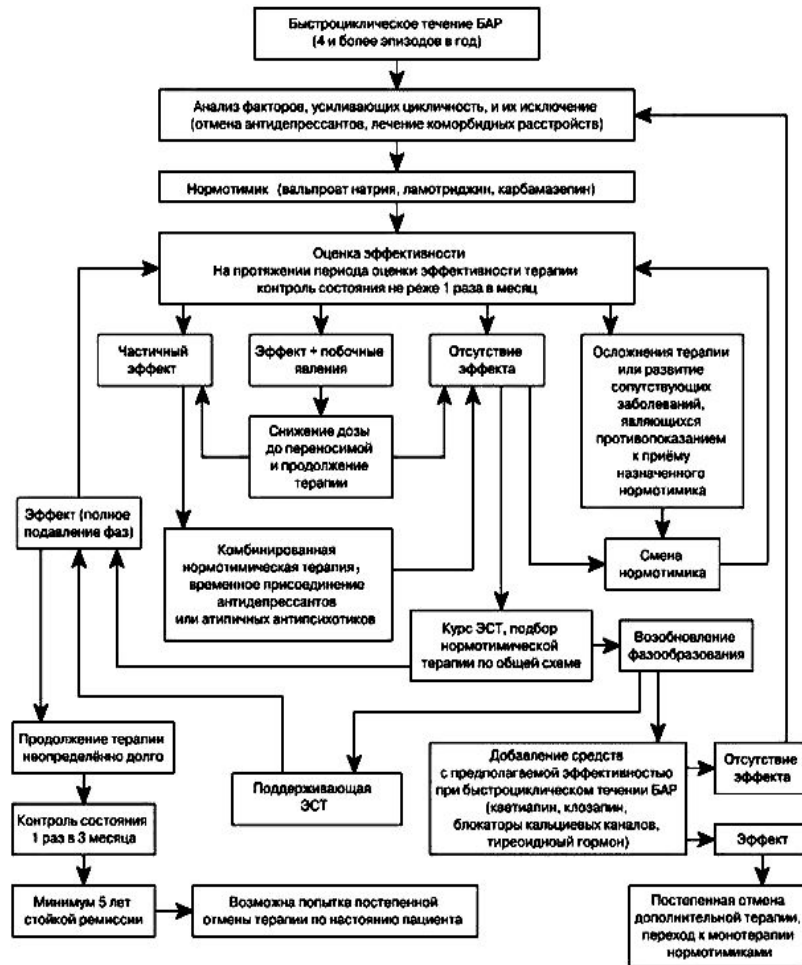 Быстроциклическое течение БАР
(4 и более эпизодов в год)
Анализ факторов, усиливающих цикличность, и их исключение
(отмена антидепрессантов, лечение коморбидных расстройств)
Нормотимик (вальпроат натрия, ламотриджин, карбамазепин)
Оценка эффективности
На протяжении периода оценки эффективности терапии
контроль состояния не реже 1 раза в месяц
Частичный
эффект
Эффект + побочные
явления
Отсутствие
эффекта
Осложнения терапии
или развитие
сопутствующих
заболеваний,
являющихся
противопоказанием
к приёму
назначенного
нормотимика
Снижение дозы
до переносимой
и продолжение
терапии
Эффект (полное
подавление фаз)
Комбинированная
нормотимическая терапия,
временное присоединение
антидепрессантов
или атипичных антипсихотиков
Смена
нормотимика
Курс ЭСТ, подбор
нормотимической
терапии по общей схеме
Возобновление
фазообразования
Продолжение терапии
неопределённо долго
Поддерживающая
ЭСТ
Добавление средств
с предполагаемой эффективностью
при быстроциклическом течении БАР
(кветиапин, клозапин,
блокаторы кальциевых каналов,
тиреоидный гормон)
Отсутствие
эффекта
Контроль состояния
1 раз в 3 месяца
Эффект
Минимум 5 лет
стойкой ремиссии
Возможна попытка постепенной
отмены терапии по настоянию пациента
Постепенная отмена
дополнительной терапии,
переход к монотерапии
нормотимиками